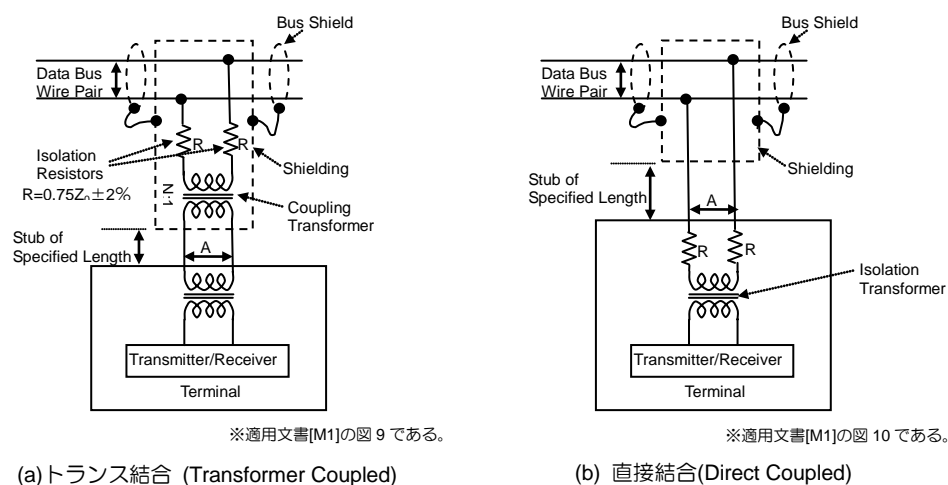 Bus Shield
Data Bus
Wire Pair
R
R
Isolation
Resistors
R=0.75Z₀±2%
Shielding
N:1
Coupling
Transformer
Stub of
Specified Length
A
Transmitter/Receiver
Terminal
※適用文書[M1]の図 9 である。
(a)トランス結合 (Transformer Coupled)
Bus Shield
Data Bus
Wire Pair
Shielding
Stub of
Specified Length
A
R
R
Isolation
Transformer
Transmitter/Receiver
Terminal
※適用文書[M1]の図 10 である。
(b) 直接結合(Direct Coupled)